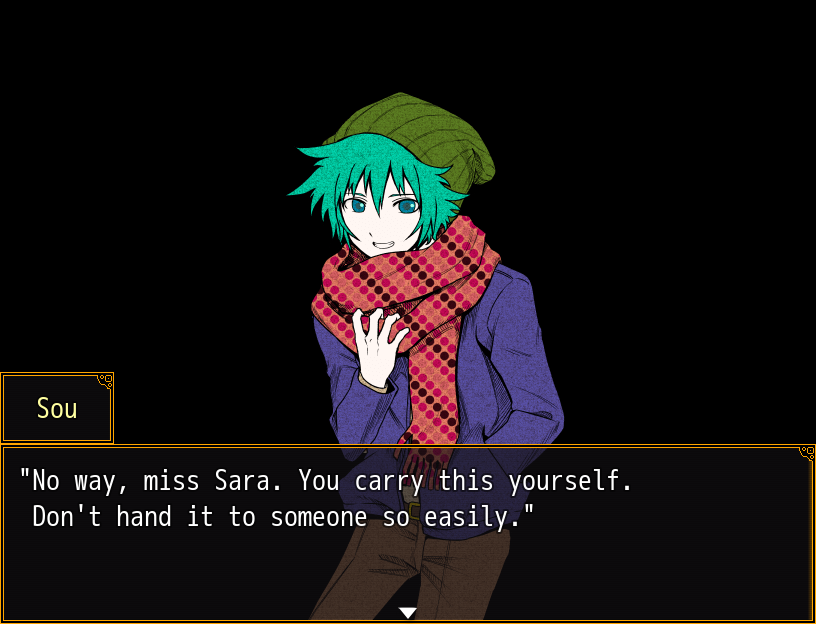 Sou
"No way, miss Sara. You carry this yourself.
Don't hand it to someone so easily."